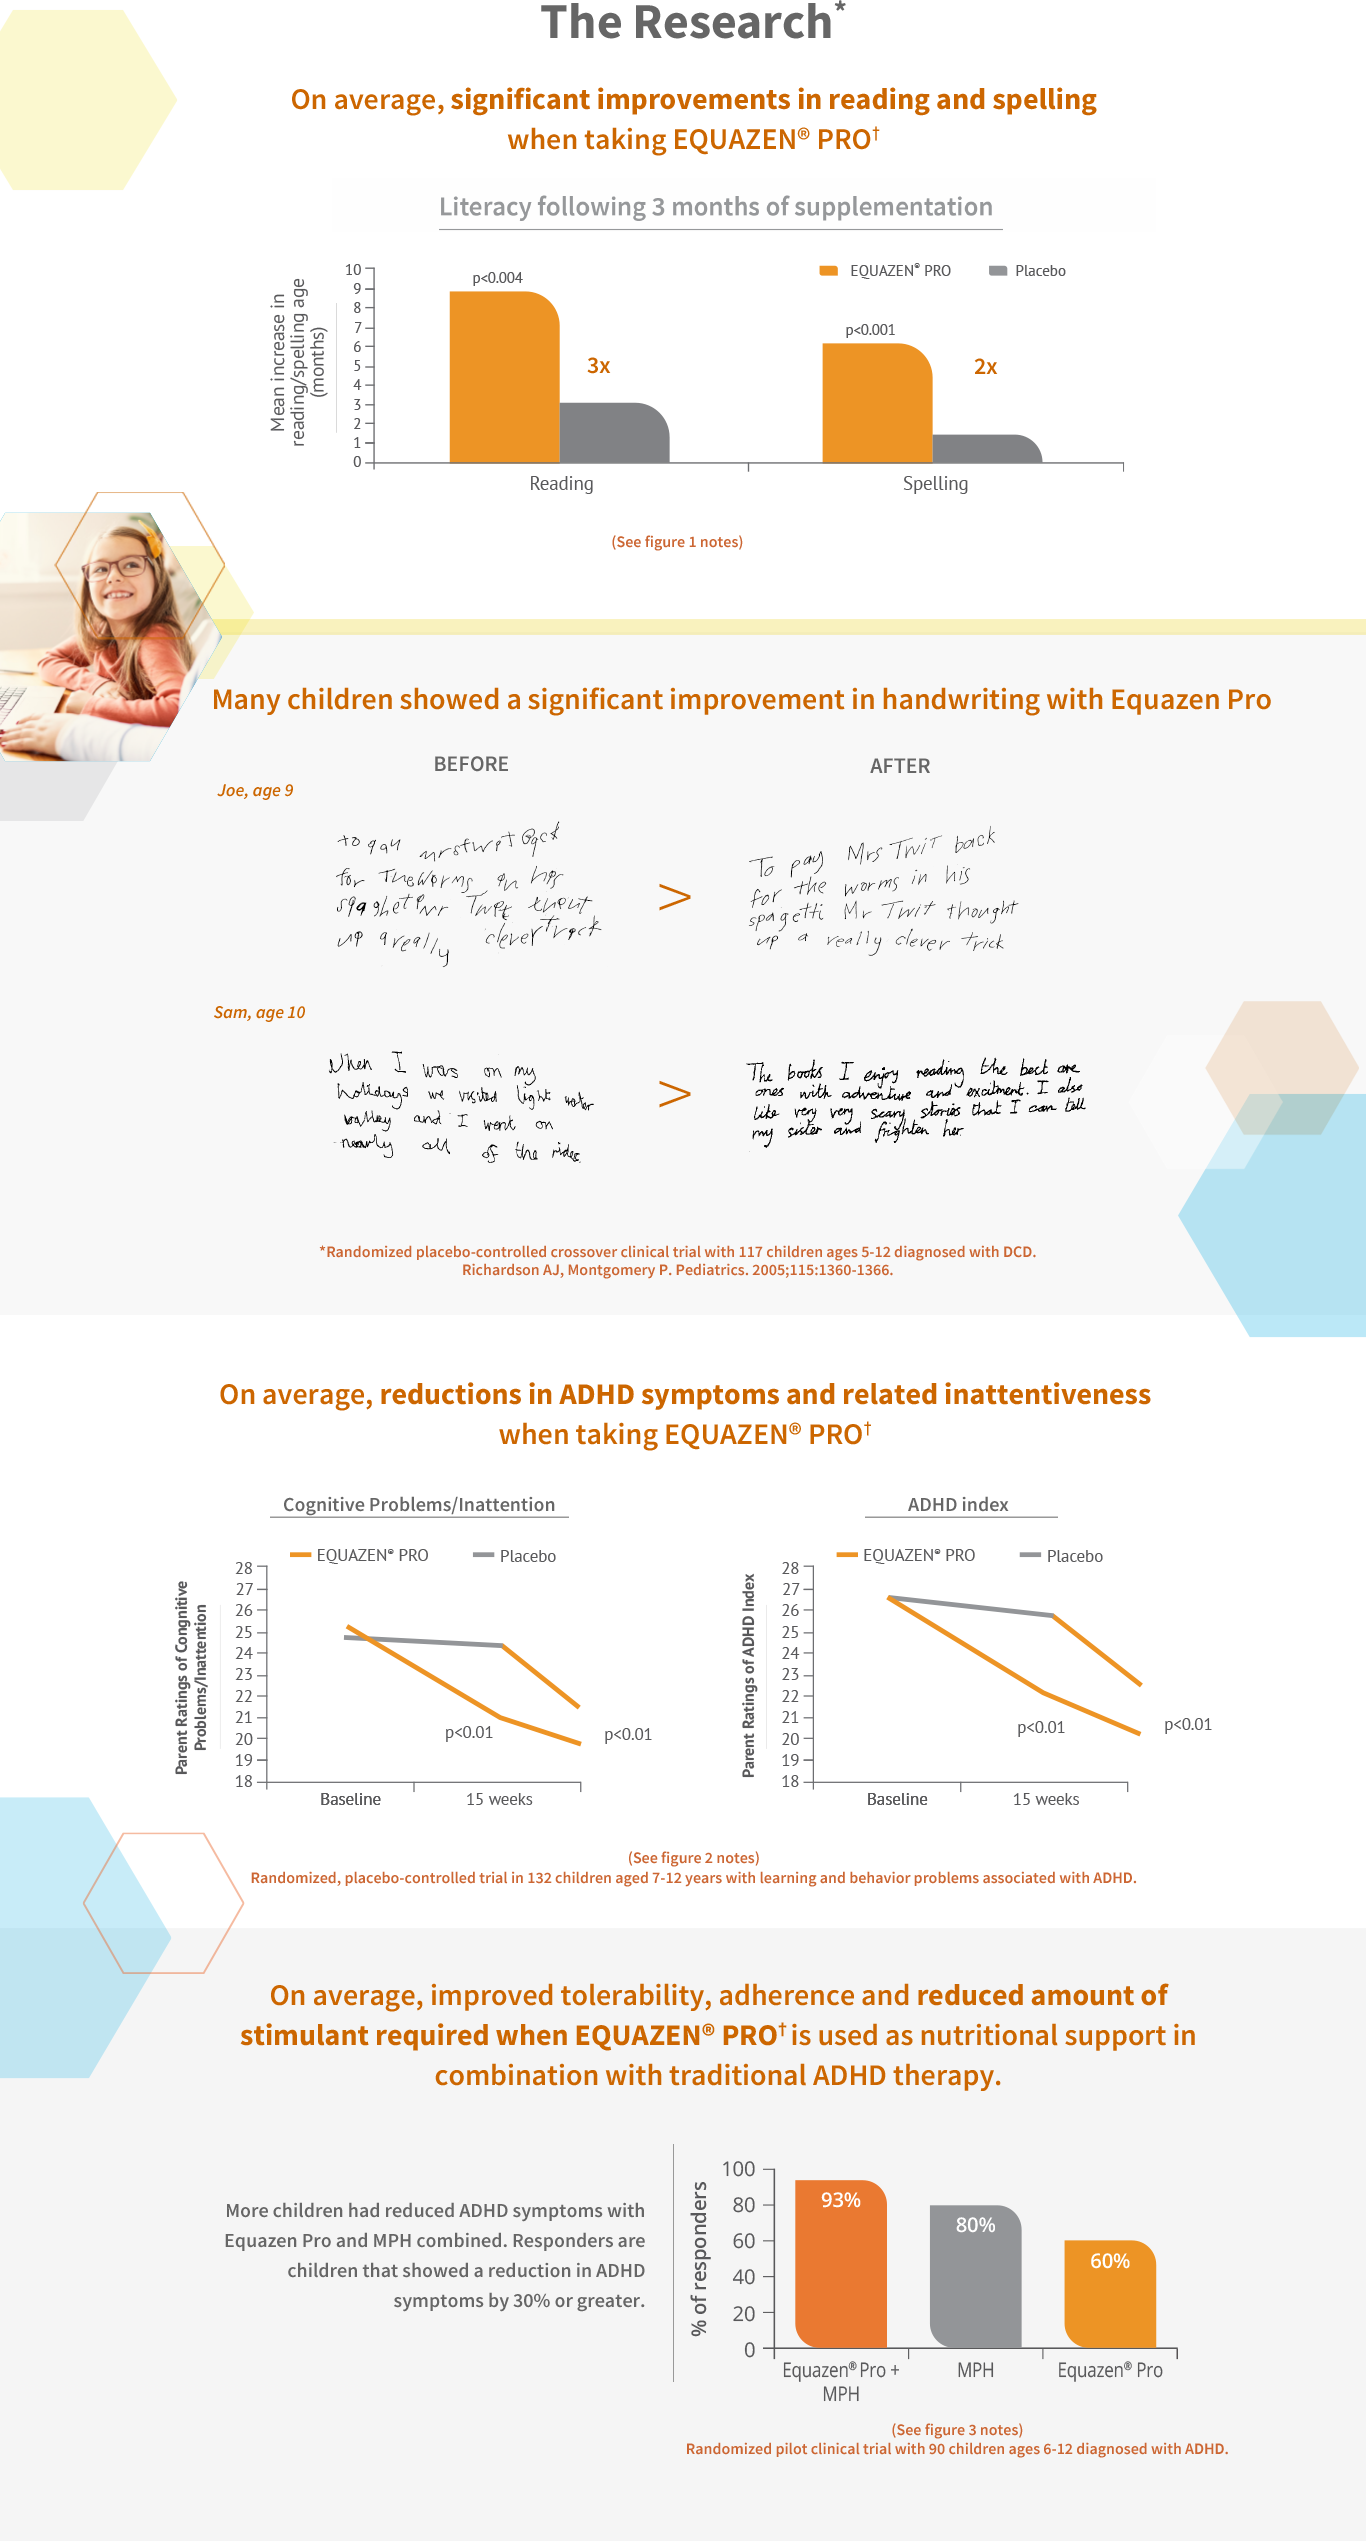 The Research*
On average, significant improvements in reading and spelling
when taking EQUAZEN® PRO†
Literacy following 3 months of supplementation
EQUAZEN® PRO
Placebo
Mean increase in
reading/spelling age
(months)
10
9
8
7
6
5
4
3
2
1
0
p<0.004
3x
p<0.001
2x
Reading
Spelling
(See figure 1 notes)
Many children showed a significant improvement in handwriting with Equazen Pro
BEFORE
AFTER
Joe, age 9
for The worms
up a really clever
To pay Mrs Twit back
for the worms in his
spagetti Mr Twit thought
up a really clever trick
Sam, age 10
When I was on my
holidays we visited light water
valley and I went on
nearly all of the rides.
The books I enjoy reading the best are
ones with adventure and excitment. I also
like very very scary stories that I can tell
my sister and frighten her.
*Randomized placebo-controlled crossover clinical trial with 117 children ages 5-12 diagnosed with DCD.
Richardson AJ, Montgomery P. Pediatrics. 2005;115:1360-1366.
On average, reductions in ADHD symptoms and related inattentiveness
when taking EQUAZEN® PRO†
Cognitive Problems/Inattention
EQUAZEN® PRO
Placebo
Parent Ratings of Congnitive
Problems/Inattention
28
27
26
25
24
23
22
21
20
19
18
p<0.01
p<0.01
Baseline
15 weeks
ADHD index
EQUAZEN® PRO
Placebo
Parent Ratings of ADHD Index
28
27
26
25
24
23
22
21
20
19
18
p<0.01
p<0.01
Baseline
15 weeks
(See figure 2 notes)
Randomized, placebo-controlled trial in 132 children aged 7-12 years with learning and behavior problems associated with ADHD.
On average, improved tolerability, adherence and reduced amount of
stimulant required when EQUAZEN® PRO† is used as nutritional support in
combination with traditional ADHD therapy.
More children had reduced ADHD symptoms with
Equazen Pro and MPH combined. Responders are
children that showed a reduction in ADHD
symptoms by 30% or greater.
% of responders
100
80
60
40
20
0
93%
80%
60%
Equazen® Pro +
MPH
MPH
Equazen® Pro
(See figure 3 notes)
Randomized pilot clinical trial with 90 children ages 6-12 diagnosed with ADHD.